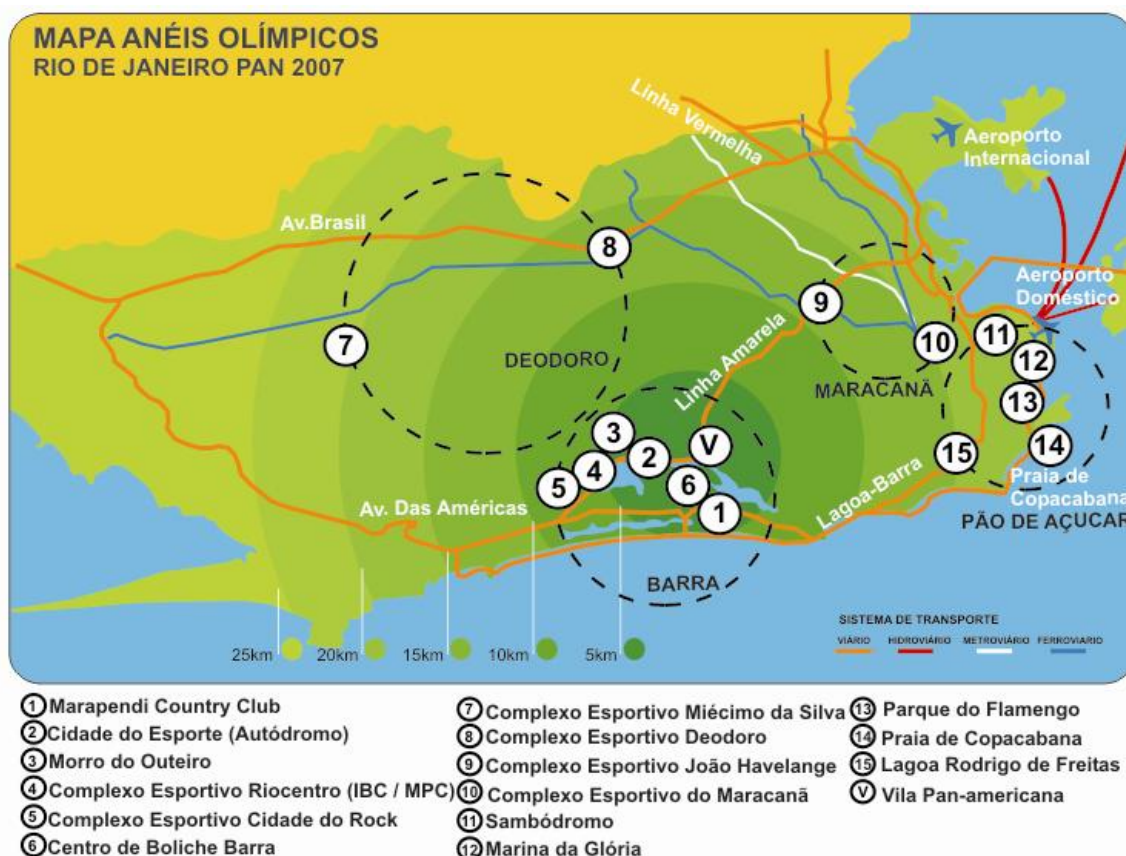 MAPA ANÉIS OLÍMPICOS
RIO DE JANEIRO PAN 2007
Linha Vermelha
Aeroporto
Internacional
Av.Brasil
8
Aeroporto
Doméstico
9
7
11
10
DEODORO
Linha Amarela
12
MARACANÃ
13
3
V
2
14
15
4
6
5
Praia de
Copacabana
1
Av. Das Américas
Lagoa-Barra
PÃO DE AÇUCAR
BARRA
SISTEMA DE TRANSPORTE
VIÁRIO HIDROVIÁRIO METROVIÁRIO FERROVIARIO
25km 20km 15km 10km 5km
1 Marapendi Country Club
2 Cidade do Esporte (Autódromo)
3 Morro do Outeiro
4 Complexo Esportivo Riocentro (IBC / MPC)
5 Complexo Esportivo Cidade do Rock
6 Centro de Boliche Barra
7 Complexo Esportivo Miécimo da Silva
8 Complexo Esportivo Deodoro
9 Complexo Esportivo João Havelange
10 Complexo Esportivo do Maracanã
11 Sambódromo
12 Marina da Glória
13 Parque do Flamengo
14 Praia de Copacabana
15 Lagoa Rodrigo de Freitas
V Vila Pan-americana